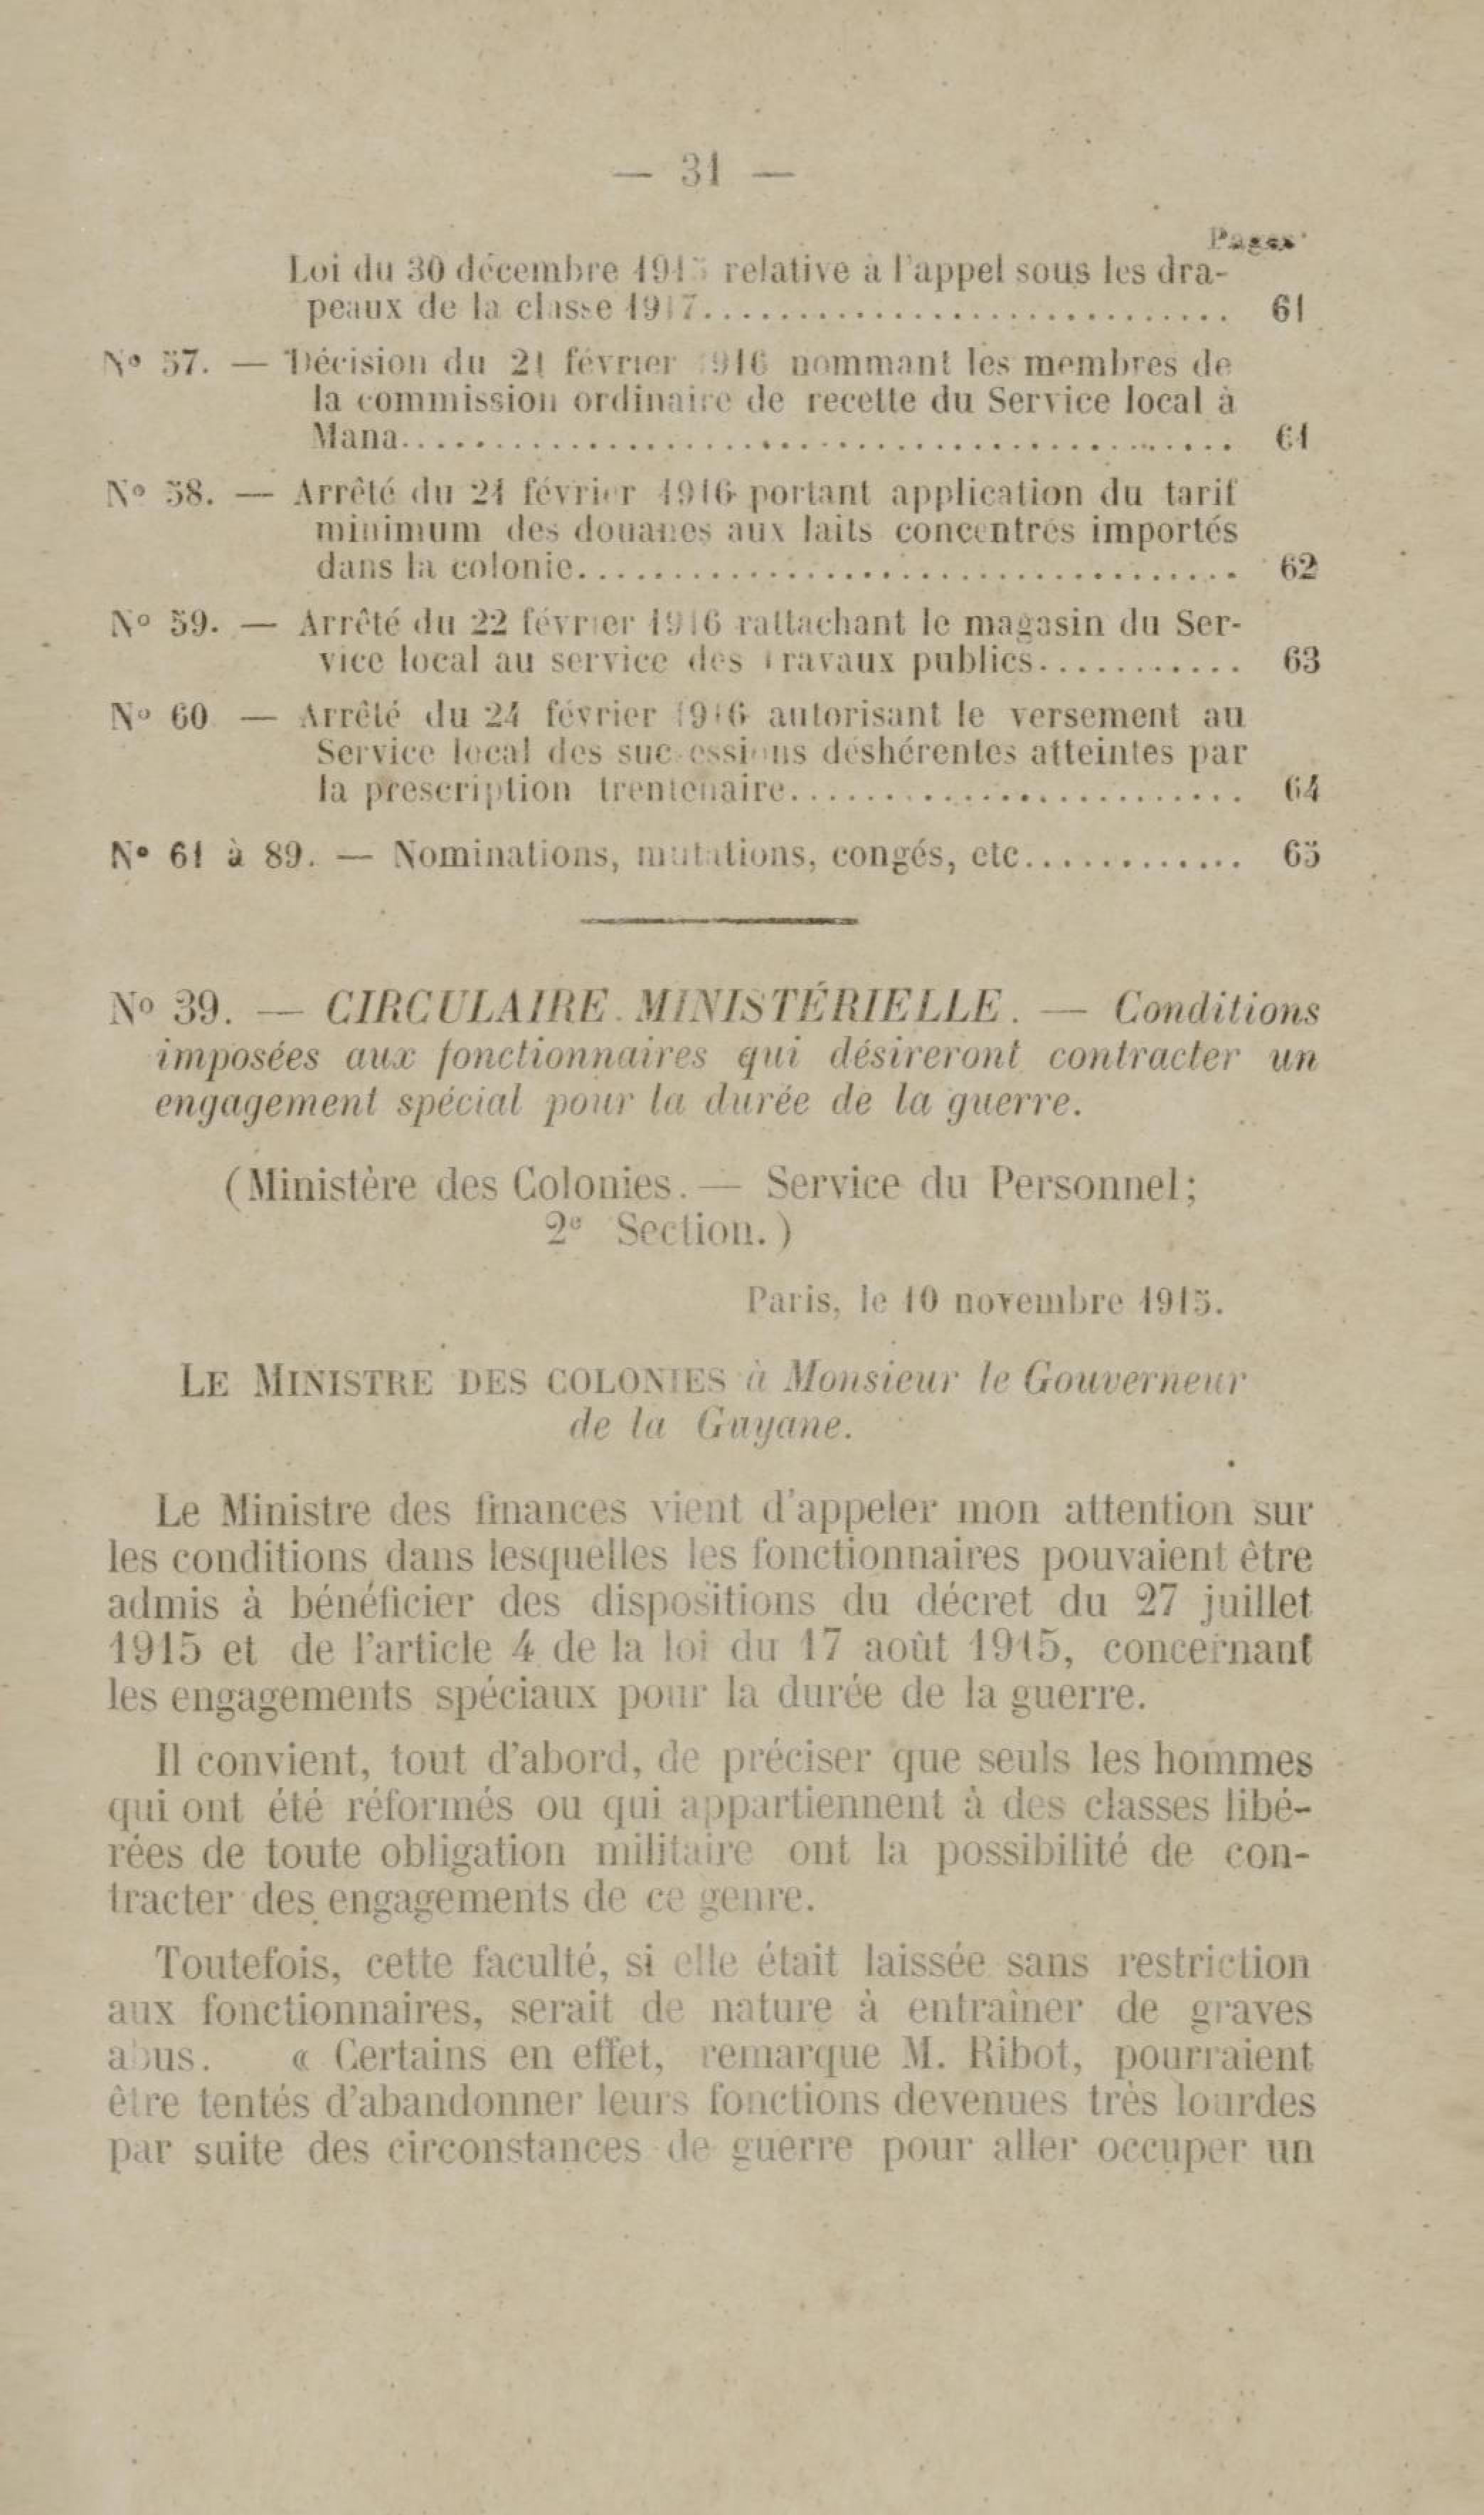 — 31 —
Pages
Loi du 30 décembre 1915 relative à l'appel sous les dra-
peaux de la classe 1917............................ 61
Nº 57. — Décision du 21 février 1916 nommant les membres de
la commission ordinaire de recette du Service local à
Mana............................................ 61
Nº 58. — Arrêté du 21 février 1916 portant application du tarif
minimum des douanes aux laits concentrés importés
dans la colonie................................... 62
Nº 59. — Arrêté du 22 février 1916 rattachant le magasin du Ser-
vice local au service des travaux publics........... 63
Nº 60 — Arrêté du 24 février 1916 autorisant le versement au
Service local des successions déshérentes atteintes par
la prescription trentenaire........................ 64
Nº 61 à 89. — Nominations, mutations, congés, etc............ 65
Nº 39. — CIRCULAIRE MINISTÉRIELLE. — Conditions
imposées aux fonctionnaires qui désireront contracter un
engagement spécial pour la durée de la guerre.
(Ministère des Colonies. — Service du Personnel;
2e Section.)
Paris, le 10 novembre 1915.
LE MINISTRE DES COLONIES à Monsieur le Gouverneur
de la Guyane.
Le Ministre des finances vient d'appeler mon attention sur
les conditions dans lesquelles les fonctionnaires pouvaient être
admis à bénéficier des dispositions du décret du 27 juillet
1915 et de l'article 4 de la loi du 17 août 1915, concernant
les engagements spéciaux pour la durée de la guerre.
Il convient, tout d'abord, de préciser que seuls les hommes
qui ont été réformés ou qui appartiennent à des classes libé-
rées de toute obligation militaire ont la possibilité de con-
tracter des engagements de ce genre.
Toutefois, cette faculté, si elle était laissée sans restriction
aux fonctionnaires, serait de nature à entraîner de graves
abus. « Certains en effet, remarque M. Ribot, pourraient
être tentés d'abandonner leurs fonctions devenues très lourdes
par suite des circonstances de guerre pour aller occuper un